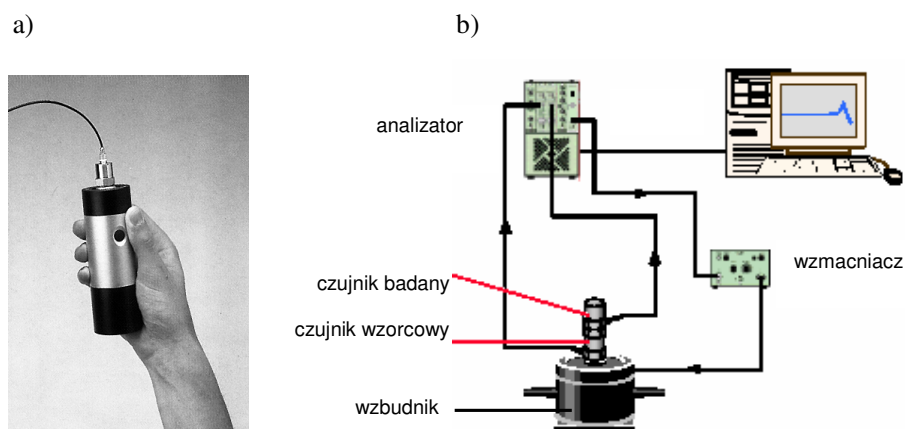 a)
b)
analizator
wzmacniacz
czujnik badany
czujnik wzorcowy
wzbudnik